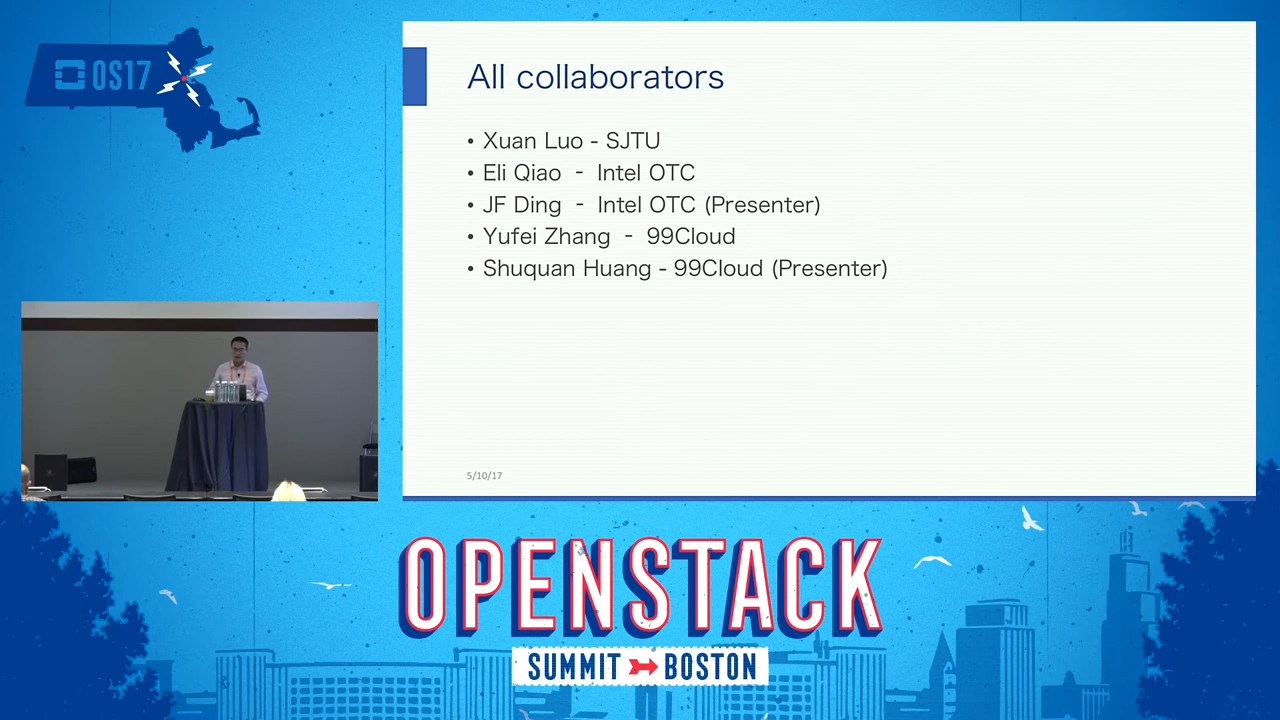 OS17
All collaborators
• Xuan Luo - SJTU
• Eli Qiao - Intel OTC
• JF Ding - Intel OTC (Presenter)
• Yufei Zhang - 99Cloud
• Shuquan Huang - 99Cloud (Presenter)
5/10/17
OPENSTACK
SUMMIT BOSTON